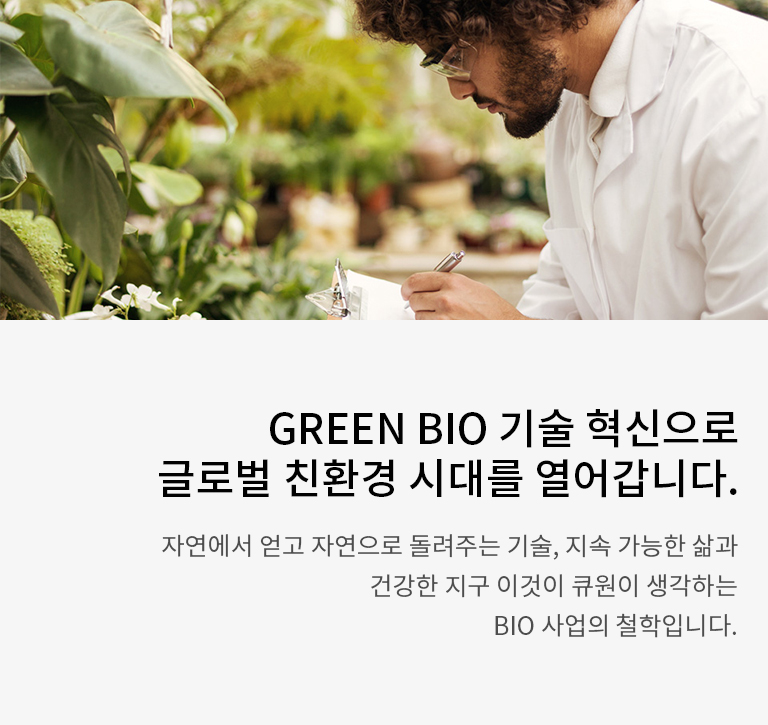 GREEN BIO 기술 혁신으로
글로벌 친환경 시대를 열어갑니다.
자연에서 얻고 자연으로 돌려주는 기술, 지속 가능한 삶과
건강한 지구 이것이 큐원이 생각하는
BIO 사업의 철학입니다.